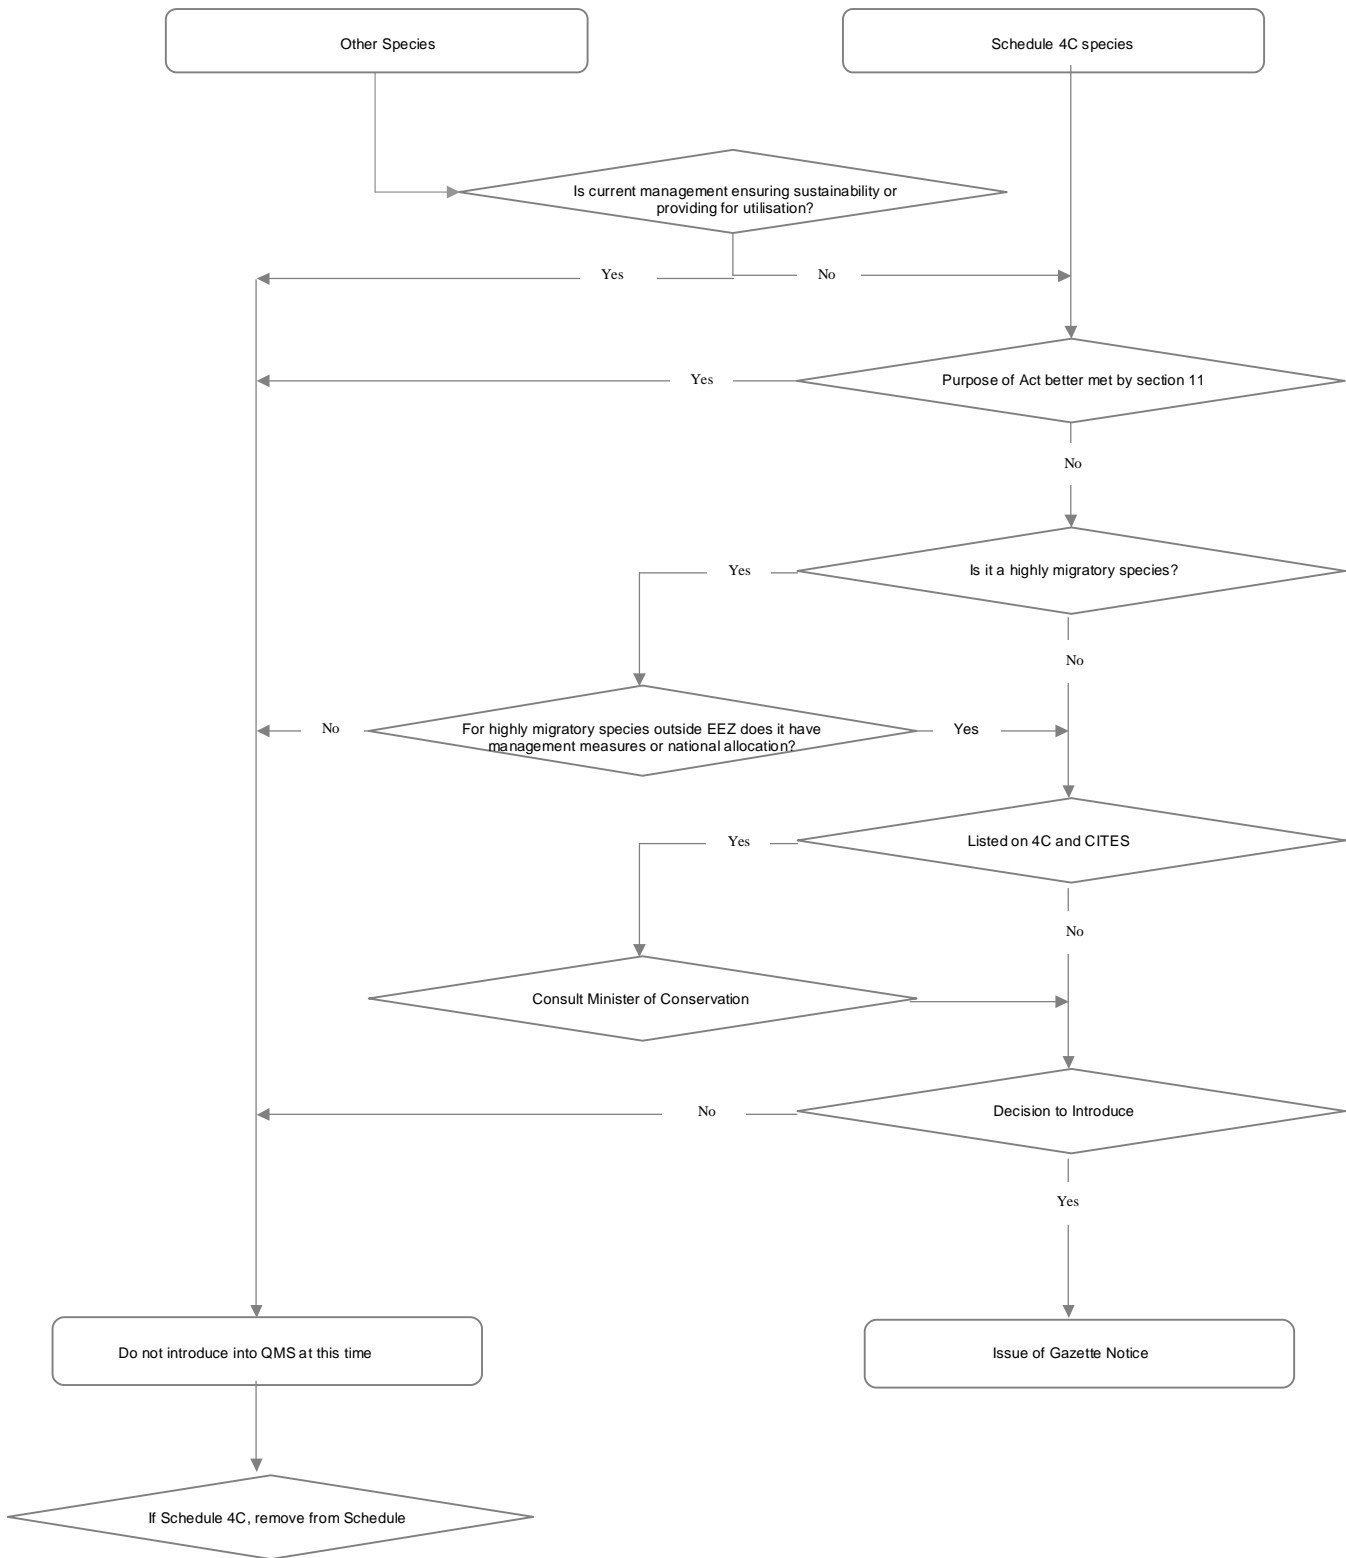 Other Species
Schedule 4C species
Is current management ensuring sustainability or
providing for utilisation?
Yes
No
Yes
Purpose of Act better met by section 11
No
Is it a highly migratory species?
Yes
No
No
For highly migratory species outside EEZ does it have
management measures or national allocation?
Yes
Listed on 4C and CITES
Yes
No
Consult Minister of Conservation
Decision to Introduce
No
Yes
Do not introduce into QMS at this time
Issue of Gazette Notice
If Schedule 4C, remove from Schedule